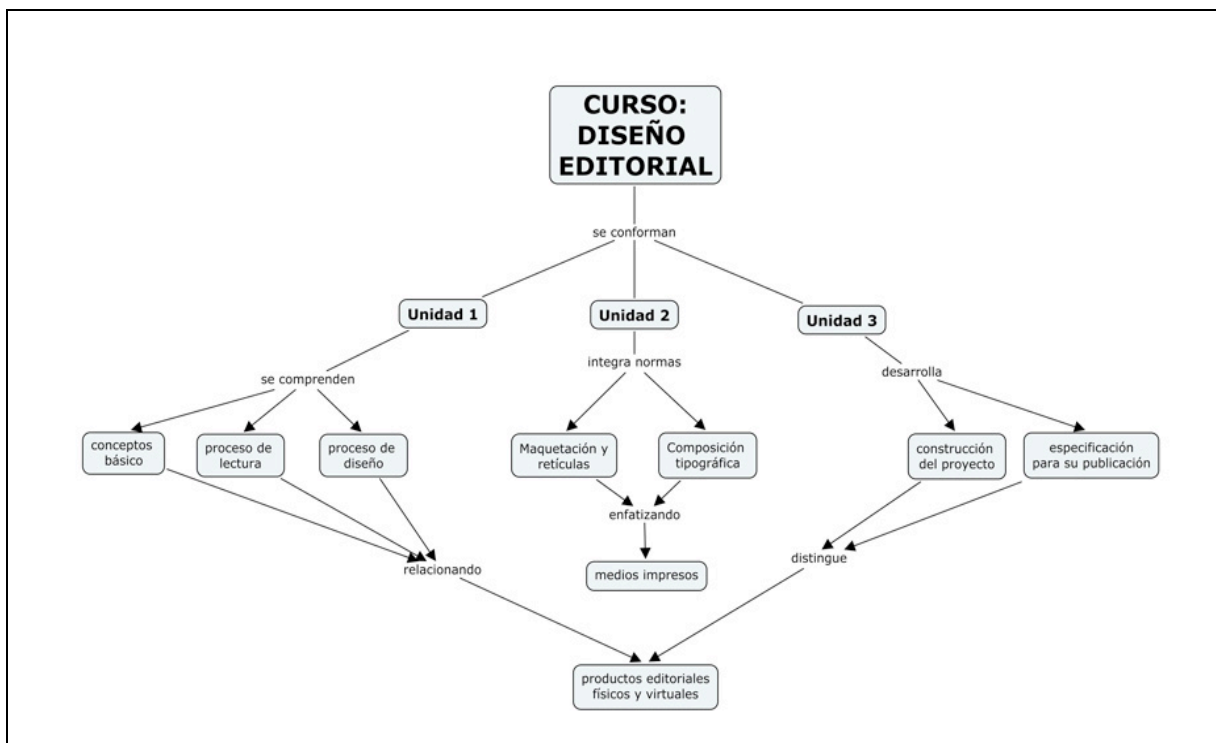 CURSO:
DISEÑO
EDITORIAL
se conforman
Unidad 1
Unidad 2
Unidad 3
se comprenden
integra normas
desarrolla
conceptos
básico
proceso de
lectura
proceso de
diseño
Maquetación y
retículas
Composición
tipográfica
construcción
del proyecto
especificación
para su publicación
enfatizando
relacionando
distingue
medios impresos
productos editoriales
físicos y virtuales